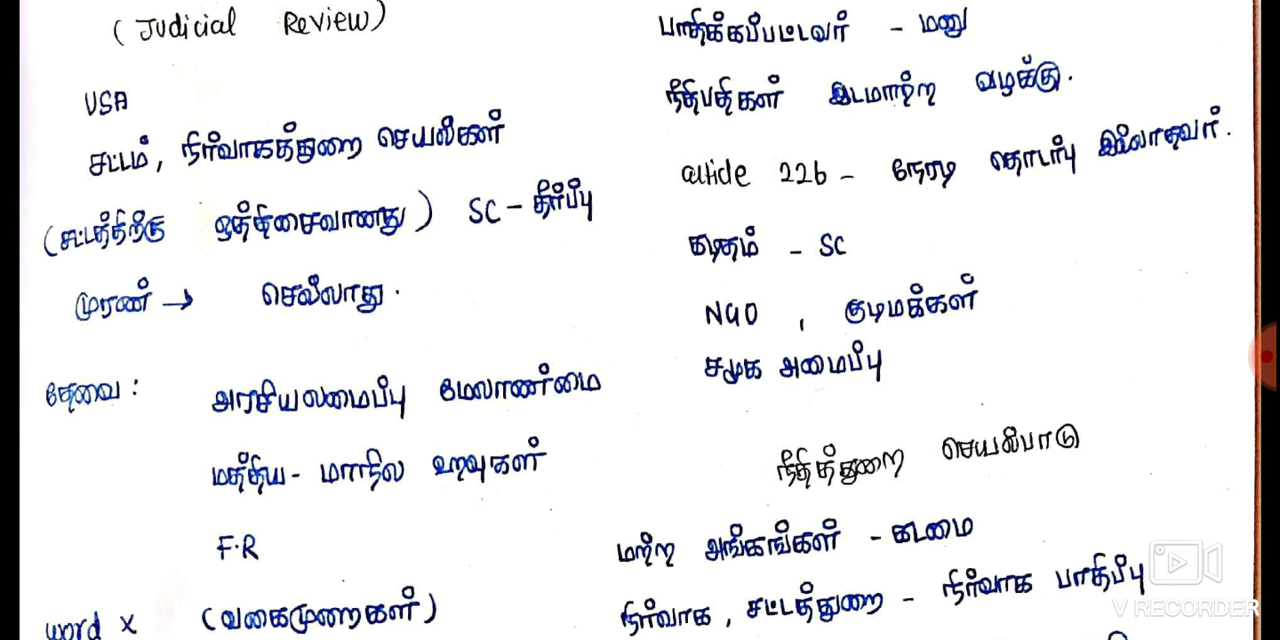 (Judicial Review)
USA
சட்டம், நிர்வாகத்துறை செயல்கள்
(சட்டத்திற்கு ஒத்திசைவானது) SC - தீர்ப்பு
முரண் → செல்லாது.
தேவை : அரசியலமைப்பு மேலாண்மை
மத்திய - மாநில உறவுகள்
F.R
word x (வகைமுறைகள்)
பாதிக்கப்பட்டவர் - மனு
நீதிபதிகள் இடமாற்ற வழக்கு.
article 226 - நேரடி தொடர்பு இல்லாதவர்.
கடிதம் - SC
NGO , குடிமக்கள்
சமூக அமைப்பு
நீதித்துறை செயல்பாடு
மற்ற அங்கங்கள் - கடமை
நிர்வாக , சட்டத்துறை - நிர்வாக பாதிப்பு
V RECORDER